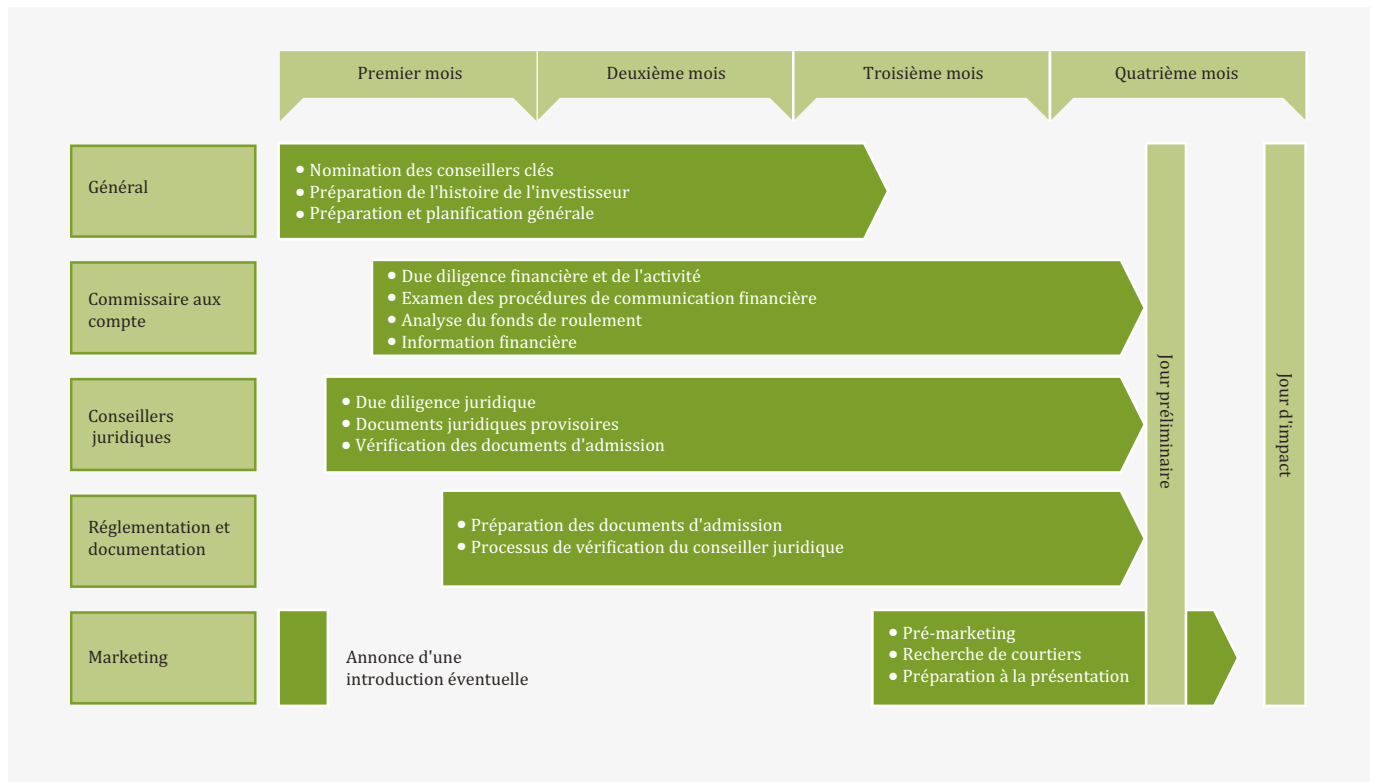 Premier mois
Deuxième mois
Troisième mois
Quatrième mois
Général
• Nomination des conseillers clés
• Préparation de l'histoire de l'investisseur
• Préparation et planification générale
Commissaire aux
compte
• Due diligence financière et de l'activité
• Examen des procédures de communication financière
• Analyse du fonds de roulement
• Information financière
Conseillers
juridiques
• Due diligence juridique
• Documents juridiques provisoires
• Vérification des documents d'admission
Réglementation et
documentation
• Préparation des documents d'admission
• Processus de vérification du conseiller juridique
Marketing
Annonce d'une
introduction éventuelle
• Pré-marketing
• Recherche de courtiers
• Préparation à la présentation
Jour préliminaire
Jour d'impact